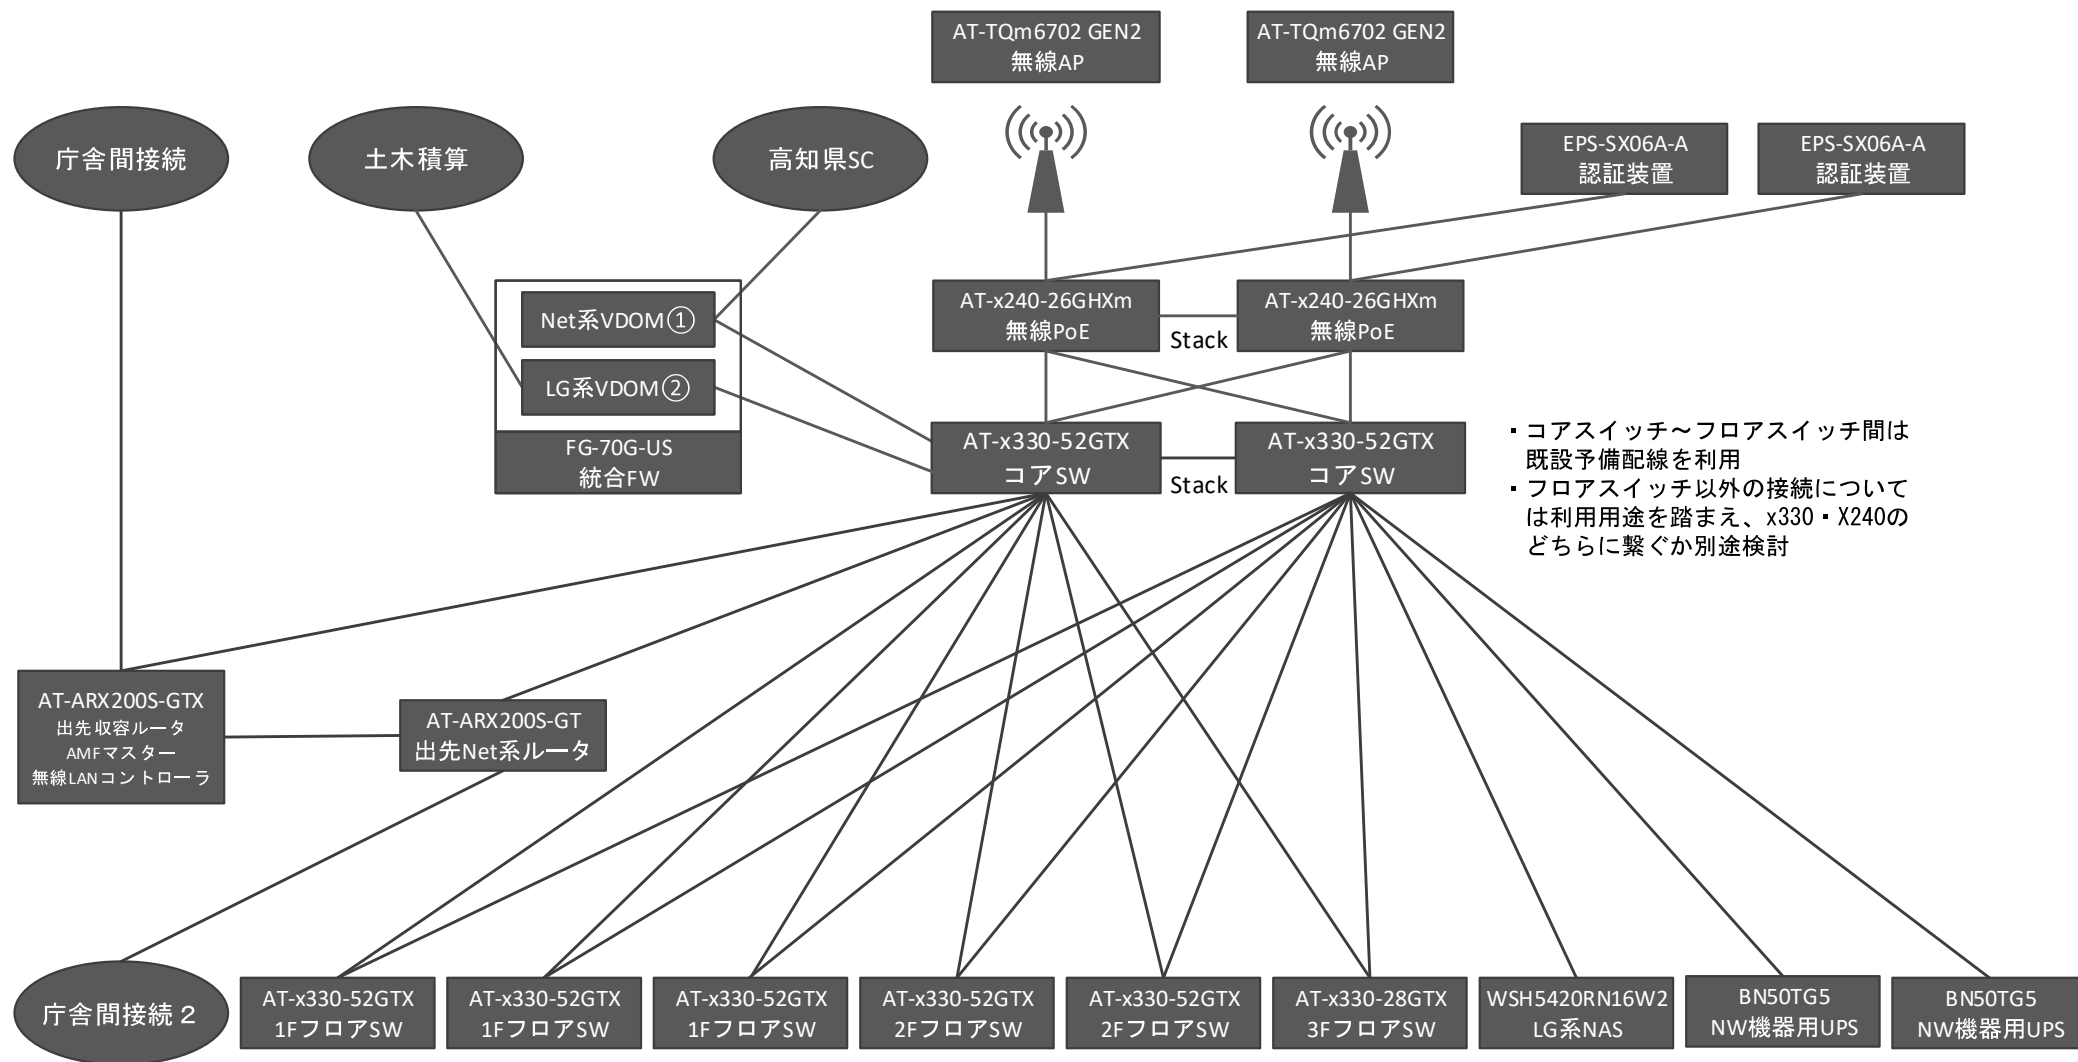 AT-TQm6702 GEN2
無線AP
AT-TQm6702 GEN2
無線AP
庁舎間接続
土木積算
高知県SC
EPS-SX06A-A
認証装置
EPS-SX06A-A
認証装置
Net系VDOM①
LG系VDOM②
FG-70G-US
統合FW
AT-x240-26GHXm
無線PoE
Stack
AT-x240-26GHXm
無線PoE
AT-x330-52GTX
コアSW
Stack
AT-x330-52GTX
コアSW
・コアスイッチ～フロアスイッチ間は
既設予備配線を利用
・フロアスイッチ以外の接続について
は利用用途を踏まえ、x330・X240の
どちらに繋ぐか別途検討
AT-ARX200S-GTX
出先収容ルータ
AMFマスター
無線LANコントローラ
AT-ARX200S-GT
出先Net系ルータ
庁舎間接続２
AT-x330-52GTX
1FフロアSW
AT-x330-52GTX
1FフロアSW
AT-x330-52GTX
1FフロアSW
AT-x330-52GTX
2FフロアSW
AT-x330-52GTX
2FフロアSW
AT-x330-28GTX
3FフロアSW
WSH5420RN16W2
LG系NAS
BN50TG5
NW機器用UPS
BN50TG5
NW機器用UPS